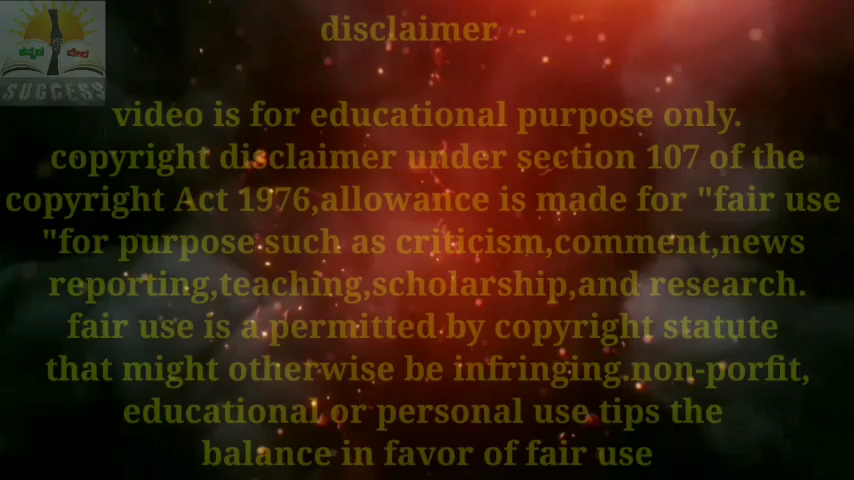 disclaimer -
ಕನ್ನಡ ವೇದ
SUCCESS
video is for educational purpose only.
copyright disclaimer under section 107 of the
copyright Act 1976,allowance is made for "fair use
"for purpose such as criticism,comment,news
reporting,teaching,scholarship,and research.
fair use is a permitted by copyright statute
that might otherwise be infringing.non-porfit,
educational or personal use tips the
balance in favor of fair use